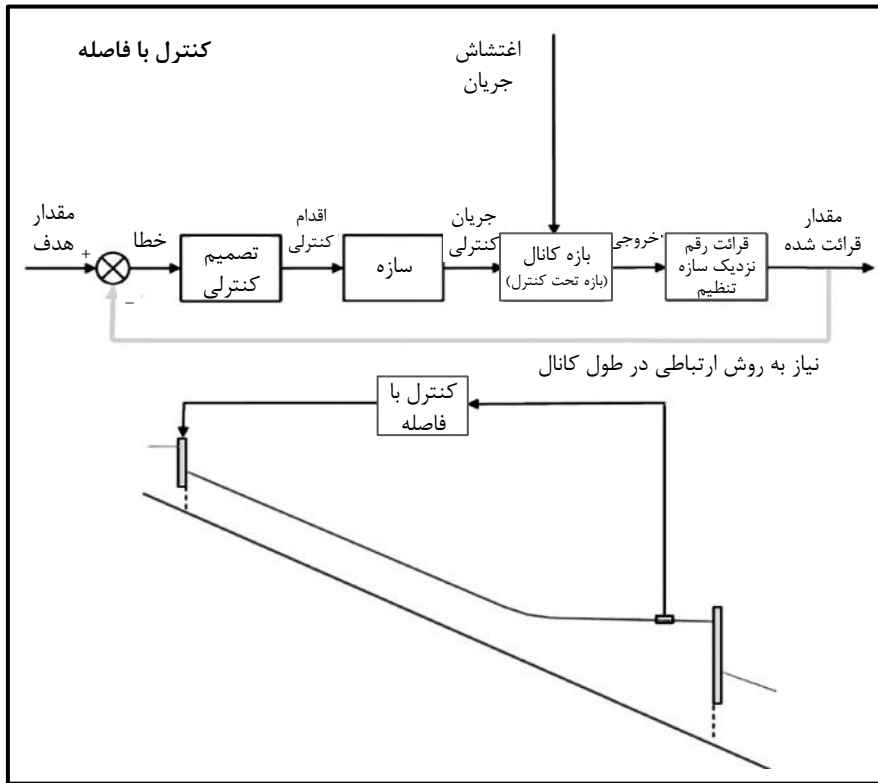 کنترل با فاصله
اغتشاش
جریان
مقدار
هدف
+
_
خطا
تصمیم
کنترلی
اقدام
کنترلی
سازه
جریان
کنترلی
بازه کانال
(بازه تحت کنترل)
خروجی
قرائت رقم
نزدیک سازه
تنظیم
مقدار
قرائت شده
نیاز به روش ارتباطی در طول کانال
کنترل با
فاصله